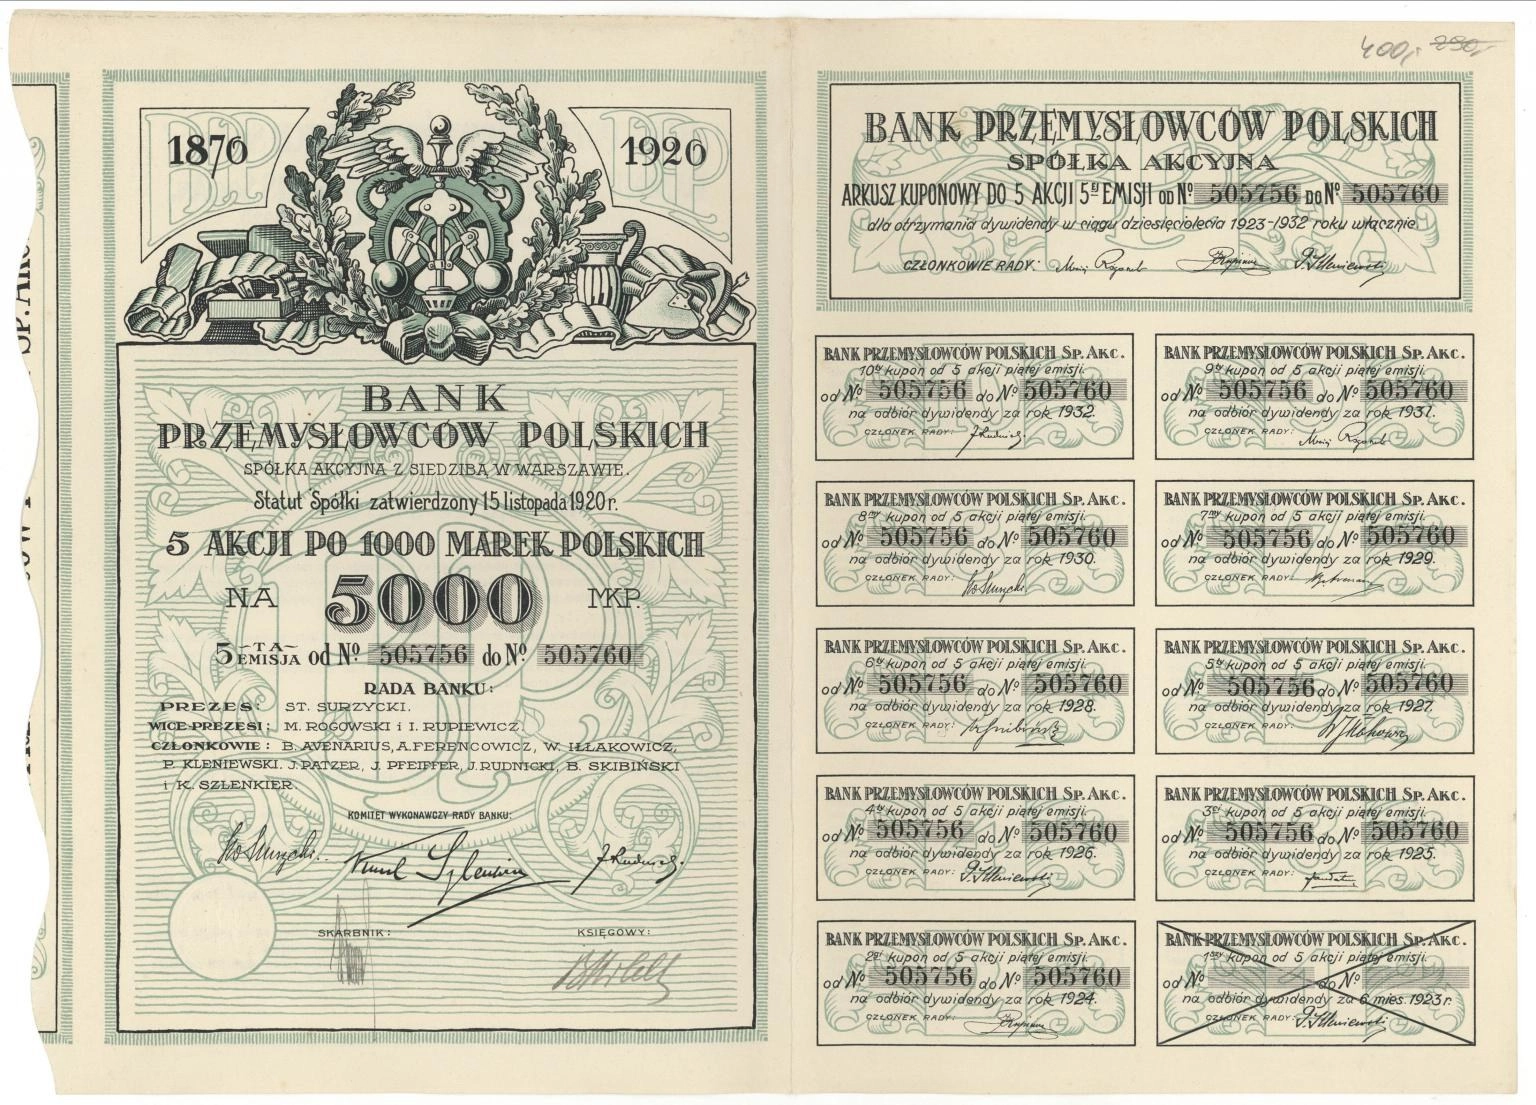 400,- 290,-
1870
1920
BANK
PRZEMYSŁOWCÓW POLSKICH
SPÓŁKA AKCYJNA Z SIEDZIBĄ W WARSZAWIE.
Statut Spółki zatwierdzony 15 listopada 1920 r.
5 AKCJI PO 1000 MAREK POLSKICH
NA 5000 MKP.
5-TA EMISJA od No. 505756 do No. 505760
RADA BANKU:
PREZES: ST. SURZYCKI.
WICE-PREZESI: M. ROGOWSKI i I. RUPIEWICZ.
CZŁONKOWIE: B. AVENARIUS, A. FERENCOWICZ, W. IŁŁAKOWICZ,
P. KLENIEWSKI. J. PATZER, J. PFEIFFER, J. RUDNICKI, B. SKIBIŃSKI
i K. SZLENKIER.
KOMITET WYKONAWCZY RADY BANKU:
SKARBNIK:
KSIĘGOWY:
BANK PRZEMYSŁOWCÓW POLSKICH
SPÓŁKA AKCYJNA
ARKUSZ KUPONOWY DO 5 AKCJI 5EJ EMISJI OD No. 505756 DO No. 505760
dla otrzymania dywidendy w ciągu dziesięciolecia 1923-1932 roku włącznie.
CZŁONKOWIE RADY: P. Kleniewski
BANK PRZEMYSŁOWCÓW POLSKICH SP. AKC.
10ty kupon od 5 akcji piątej emisji.
od No. 505756 do No. 505760
na odbiór dywidendy za rok 1932.
CZŁONEK RADY:
BANK PRZEMYSŁOWCÓW POLSKICH SP. AKC.
9ty kupon od 5 akcji piątej emisji.
od No. 505756 do No. 505760
na odbiór dywidendy za rok 1931.
CZŁONEK RADY:
BANK PRZEMYSŁOWCÓW POLSKICH SP. AKC.
8my kupon od 5 akcji piątej emisji.
od No. 505756 do No. 505760
na odbiór dywidendy za rok 1930.
CZŁONEK RADY:
BANK PRZEMYSŁOWCÓW POLSKICH SP. AKC.
7my kupon od 5 akcji piątej emisji.
od No. 505756 do No. 505760
na odbiór dywidendy za rok 1929.
CZŁONEK RADY:
BANK PRZEMYSŁOWCÓW POLSKICH SP. AKC.
6ty kupon od 5 akcji piątej emisji.
od No. 505756 do No. 505760
na odbiór dywidendy za rok 1928.
CZŁONEK RADY:
BANK PRZEMYSŁOWCÓW POLSKICH SP. AKC.
5ty kupon od 5 akcji piątej emisji.
od No. 505756 do No. 505760
na odbiór dywidendy za rok 1927.
CZŁONEK RADY:
BANK PRZEMYSŁOWCÓW POLSKICH SP. AKC.
4ty kupon od 5 akcji piątej emisji.
od No. 505756 do No. 505760
na odbiór dywidendy za rok 1926.
CZŁONEK RADY: P. Kleniewski
BANK PRZEMYSŁOWCÓW POLSKICH SP. AKC.
3ci kupon od 5 akcji piątej emisji.
od No. 505756 do No. 505760
na odbiór dywidendy za rok 1925.
CZŁONEK RADY:
BANK PRZEMYSŁOWCÓW POLSKICH SP. AKC.
2gi kupon od 5 akcji piątej emisji.
od No. 505756 do No. 505760
na odbiór dywidendy za rok 1924.
CZŁONEK RADY:
BANK PRZEMYSŁOWCÓW POLSKICH SP. AKC.
1szy kupon od 5 akcji piątej emisji.
od No. do No.
na odbiór dywidendy za 6 mies. 1923 r.
CZŁONEK RADY: P. Kleniewski